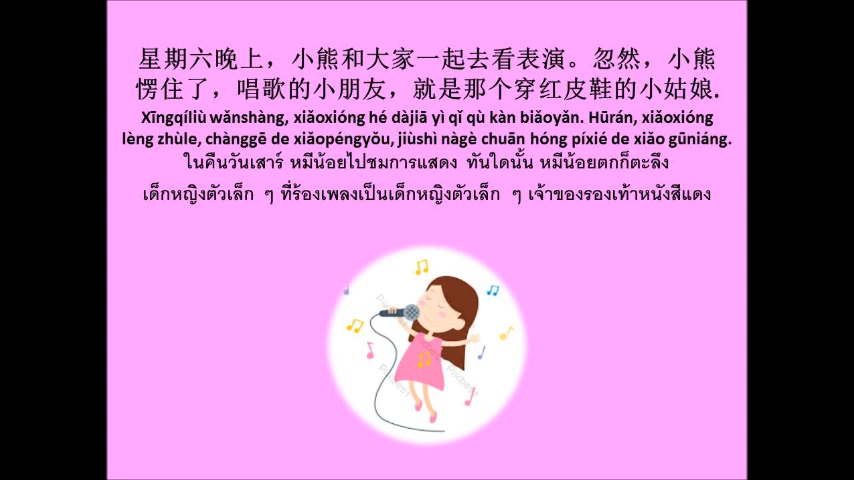 星期六晚上，小熊和大家一起去看表演。忽然，小熊
愣住了，唱歌的小朋友，就是那个穿红皮鞋的小姑娘.
Xīngqíliù wǎnshàng, xiǎoxióng hé dàjiā yì qǐ qù kàn biǎoyǎn. Hūrán, xiǎoxióng
lèng zhùle, chànggē de xiǎopéngyǒu, jiùshì nàgè chuān hóng píxié de xiǎo gūniáng.
ในคืนวันเสาร์ หมีน้อยไปชมการแสดง ทันใดนั้น หมีน้อยตกก็ตะลึง
เด็กหญิงตัวเล็ก ๆ ที่ร้องเพลงเป็นเด็กหญิงตัวเล็ก ๆ เจ้าของรองเท้าหนังสีแดง